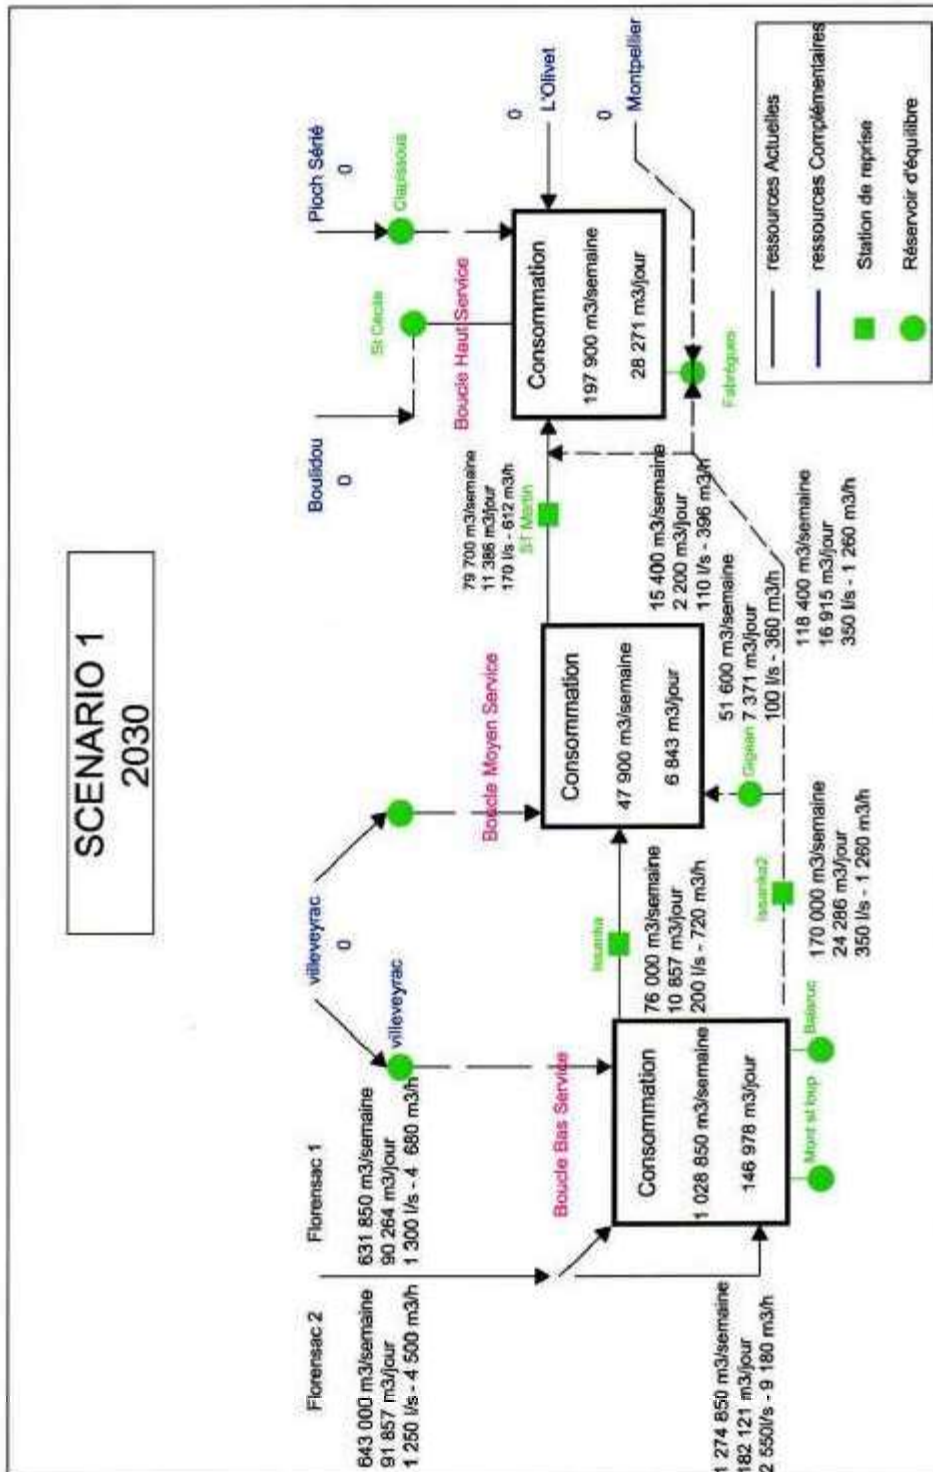 SCENARIO 1
2030
Florensac 2
643 000 m3/semaine
91 857 m3/jour
1 250 l/s - 4 500 m3/h
Florensac 1
631 850 m3/semaine
90 264 m3/jour
1 300 l/s - 4 680 m3/h
villeveyrac
0
villeveyrac
Boulidou
0
St Cécile
Pioch Sérié
0
Clapissous
Boucle Bas Service
Consommation
1 028 850 m3/semaine
146 978 m3/jour
1 274 850 m3/semaine
182 121 m3/jour
2 550l/s - 9 180 m3/h
Mont st loup
Balaruc
Issanka
76 000 m3/semaine
10 857 m3/jour
200 l/s - 720 m3/h
Issanka2
170 000 m3/semaine
24 286 m3/jour
350 l/s - 1 260 m3/h
Boucle Moyen Service
Consommation
47 900 m3/semaine
6 843 m3/jour
Gigean
51 600 m3/semaine
7 371 m3/jour
100 l/s - 360 m3/h
79 700 m3/semaine
11 386 m3/jour
170 l/s - 612 m3/h
ST Martin
15 400 m3/semaine
2 200 m3/jour
110 l/s - 396 m3/h
118 400 m3/semaine
16 915 m3/jour
350 l/s - 1 260 m3/h
Boucle Haut Service
Consommation
197 900 m3/semaine
28 271 m3/jour
Fabrègues
0
L'Olivet
0
Montpellier
ressources Actuelles
ressources Complémentaires
Station de reprise
Réservoir d'équilibre